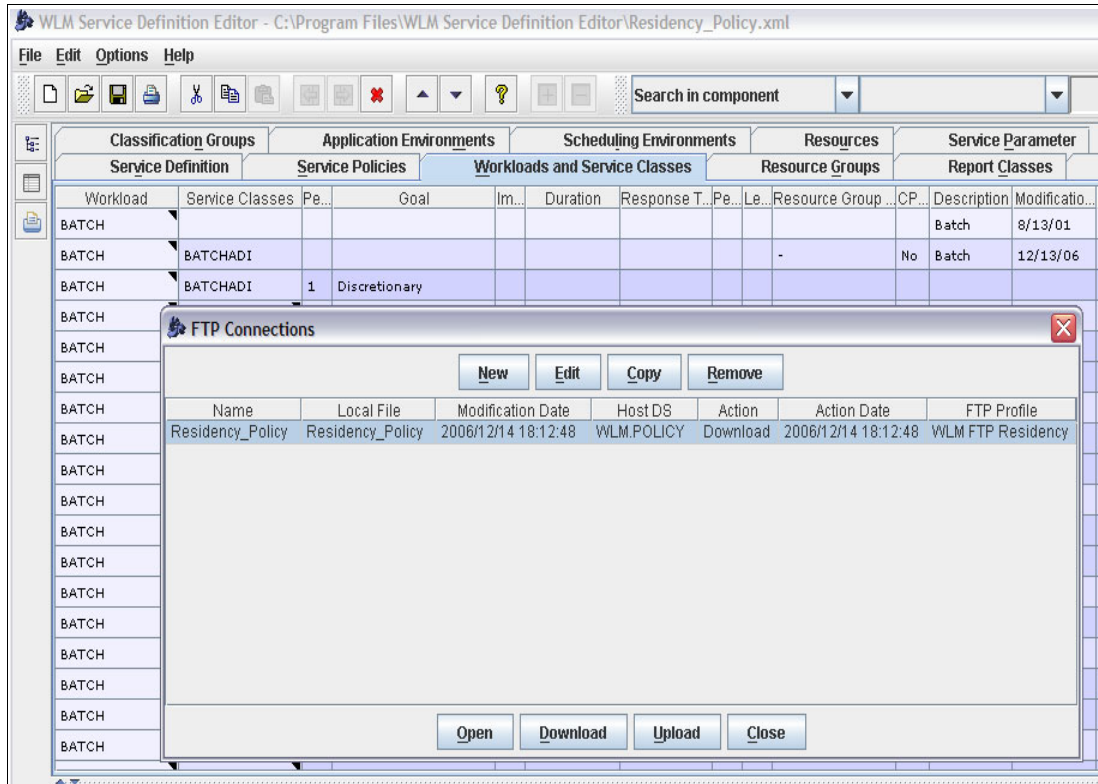 WLM Service Definition Editor - C:\Program Files\WLM Service Definition Editor\Residency_Policy.xml
File Edit Options Help
Search in component
Classification Groups Application Environments Scheduling Environments Resources Service Parameter
Service Definition Service Policies Workloads and Service Classes Resource Groups Report Classes
Workload Service Classes Pe... Goal Im... Duration Response T... Pe... Le... Resource Group ... CP... Description Modificatio...
BATCH Batch 8/13/01
BATCH BATCHADI - No Batch 12/13/06
BATCH BATCHADI 1 Discretionary
BATCH
FTP Connections
BATCH
BATCH
New Edit Copy Remove
BATCH
Name Local File Modification Date Host DS Action Action Date FTP Profile
Residency_Policy Residency_Policy 2006/12/14 18:12:48 WLM.POLICY Download 2006/12/14 18:12:48 WLM FTP Residency
BATCH
BATCH
BATCH
BATCH
BATCH
BATCH
BATCH
BATCH
BATCH
BATCH
Open Download Upload Close
BATCH